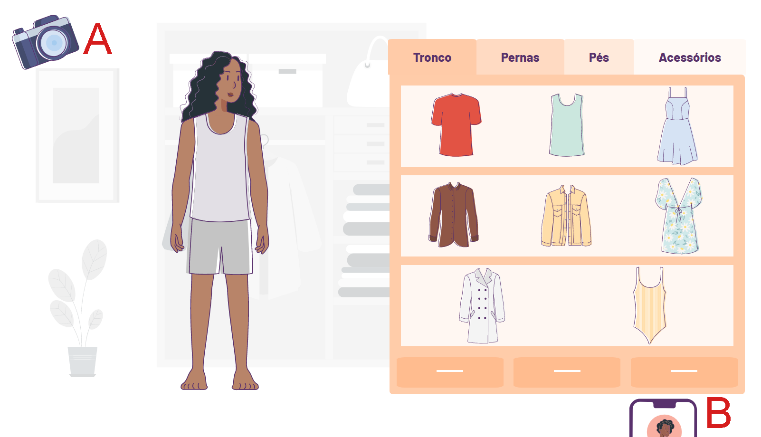 A
Tronco
Pernas
Pés
Acessórios
B